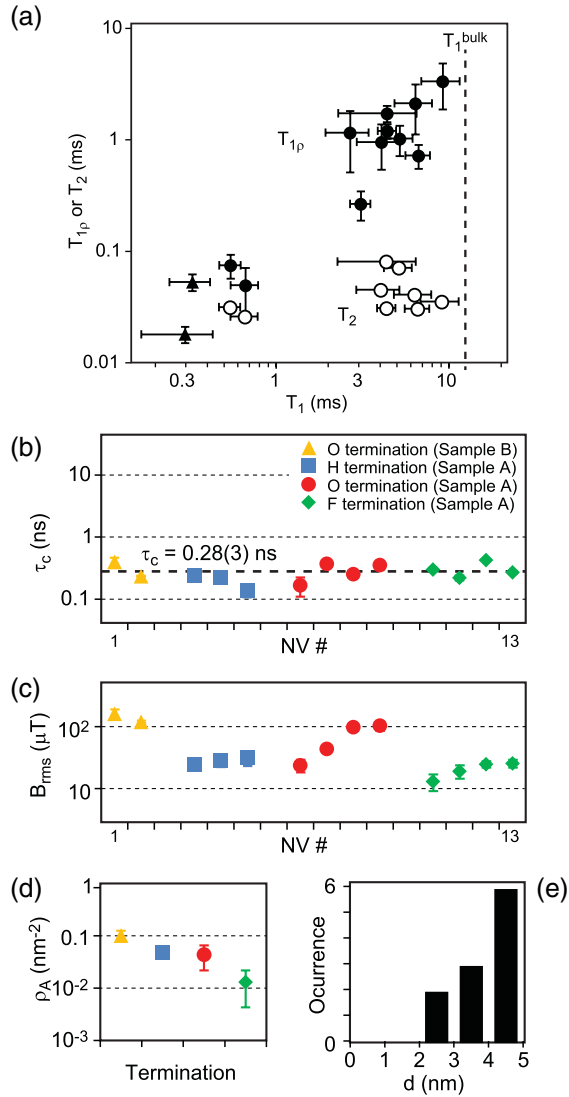 (a)
T₁ᵇᵘˡᵏ
10
1
0.1
0.01
T₁ρ or T₂ (ms)
T₁ρ
T₂
0.3
1
3
10
T₁ (ms)
(b)
O termination (Sample B)
H termination (Sample A)
O termination (Sample A)
F termination (Sample A)
10
1
0.1
τc (ns)
τc = 0.28(3) ns
1
NV #
13
(c)
10²
10
Brms (μT)
1
NV #
13
(d)
1
0.1
10⁻²
10⁻³
ρA (nm⁻²)
Termination
(e)
6
0
Ocurrence
0 1 2 3 4 5
d (nm)